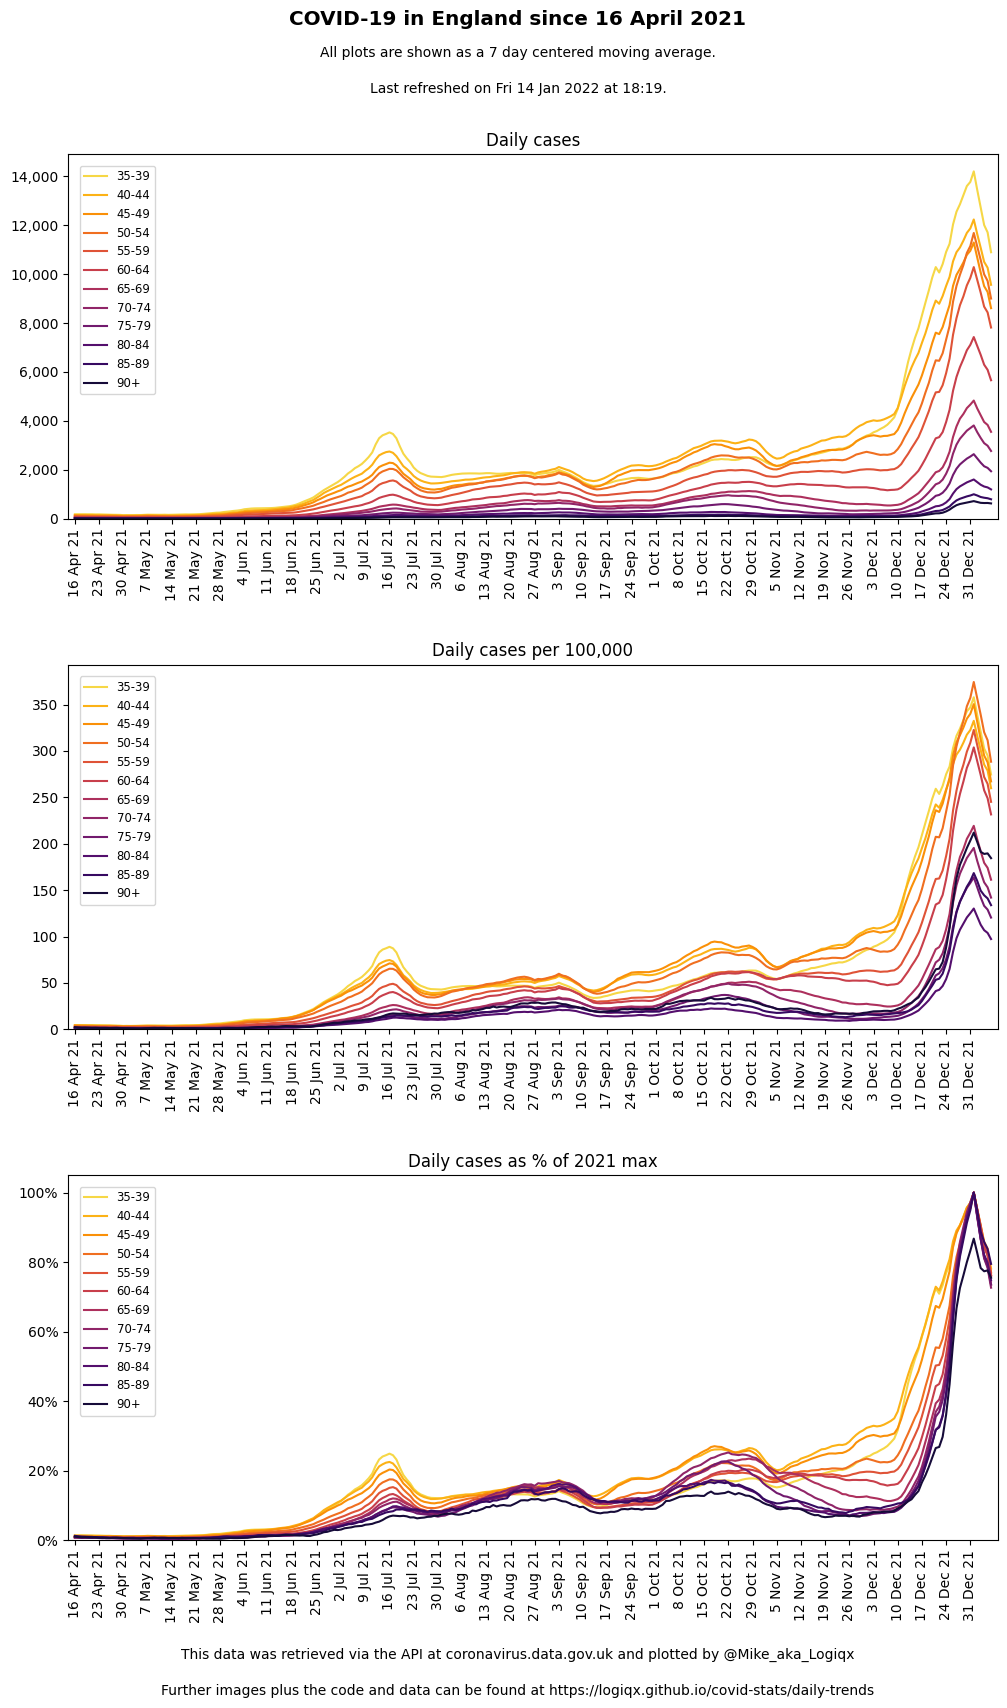 COVID-19 in England since 16 April 2021
All plots are shown as a 7 day centered moving average.
Last refreshed on Fri 14 Jan 2022 at 18:19.
Daily cases
14,000
12,000
10,000
8,000
6,000
4,000
2,000
0
35-39
40-44
45-49
50-54
55-59
60-64
65-69
70-74
75-79
80-84
85-89
90+
16 Apr 21
23 Apr 21
30 Apr 21
7 May 21
14 May 21
21 May 21
28 May 21
4 Jun 21
11 Jun 21
18 Jun 21
25 Jun 21
2 Jul 21
9 Jul 21
16 Jul 21
23 Jul 21
30 Jul 21
6 Aug 21
13 Aug 21
20 Aug 21
27 Aug 21
3 Sep 21
10 Sep 21
17 Sep 21
24 Sep 21
1 Oct 21
8 Oct 21
15 Oct 21
22 Oct 21
29 Oct 21
5 Nov 21
12 Nov 21
19 Nov 21
26 Nov 21
3 Dec 21
10 Dec 21
17 Dec 21
24 Dec 21
31 Dec 21
Daily cases per 100,000
350
300
250
200
150
100
50
0
35-39
40-44
45-49
50-54
55-59
60-64
65-69
70-74
75-79
80-84
85-89
90+
16 Apr 21
23 Apr 21
30 Apr 21
7 May 21
14 May 21
21 May 21
28 May 21
4 Jun 21
11 Jun 21
18 Jun 21
25 Jun 21
2 Jul 21
9 Jul 21
16 Jul 21
23 Jul 21
30 Jul 21
6 Aug 21
13 Aug 21
20 Aug 21
27 Aug 21
3 Sep 21
10 Sep 21
17 Sep 21
24 Sep 21
1 Oct 21
8 Oct 21
15 Oct 21
22 Oct 21
29 Oct 21
5 Nov 21
12 Nov 21
19 Nov 21
26 Nov 21
3 Dec 21
10 Dec 21
17 Dec 21
24 Dec 21
31 Dec 21
Daily cases as % of 2021 max
100%
80%
60%
40%
20%
0%
35-39
40-44
45-49
50-54
55-59
60-64
65-69
70-74
75-79
80-84
85-89
90+
16 Apr 21
23 Apr 21
30 Apr 21
7 May 21
14 May 21
21 May 21
28 May 21
4 Jun 21
11 Jun 21
18 Jun 21
25 Jun 21
2 Jul 21
9 Jul 21
16 Jul 21
23 Jul 21
30 Jul 21
6 Aug 21
13 Aug 21
20 Aug 21
27 Aug 21
3 Sep 21
10 Sep 21
17 Sep 21
24 Sep 21
1 Oct 21
8 Oct 21
15 Oct 21
22 Oct 21
29 Oct 21
5 Nov 21
12 Nov 21
19 Nov 21
26 Nov 21
3 Dec 21
10 Dec 21
17 Dec 21
24 Dec 21
31 Dec 21
This data was retrieved via the API at coronavirus.data.gov.uk and plotted by @Mike_aka_Logiqx
Further images plus the code and data can be found at https://logiqx.github.io/covid-stats/daily-trends